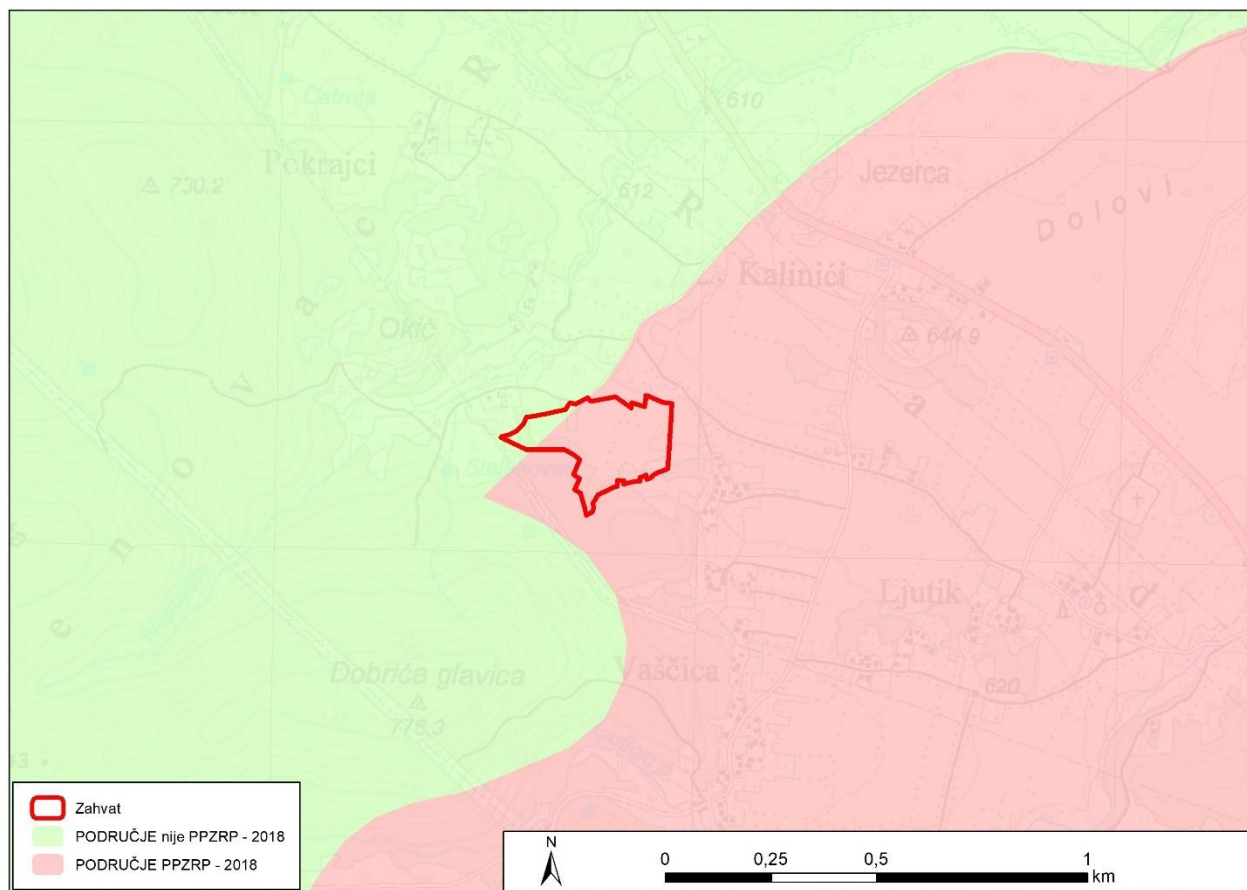 R
Čemja
610
Pokrajci
612
730.2
R
Jezerca
Dolovi
c
Kalinići
a
Okić
644.9
v
a
o
n
Ljutik
d
e
Vaščica
Dobrića glavica
620
776.3
Zahvat
PODRUČJE nije PPZRP - 2018
PODRUČJE PPZRP - 2018
N
0 0,25 0,5 1
km